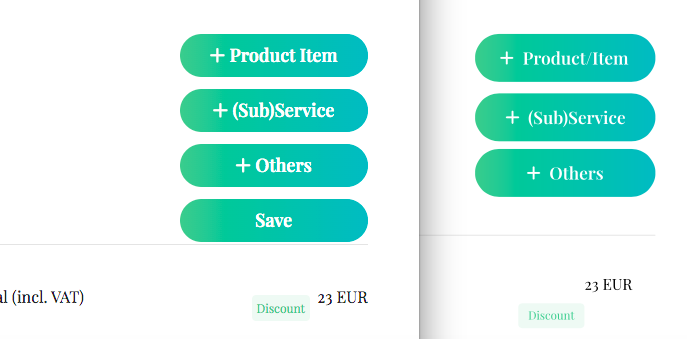 + Product Item
+ (Sub)Service
+ Others
Save
al (incl. VAT)
Discount
23 EUR
+ Product/Item
+ (Sub)Service
+ Others
23 EUR
Discount